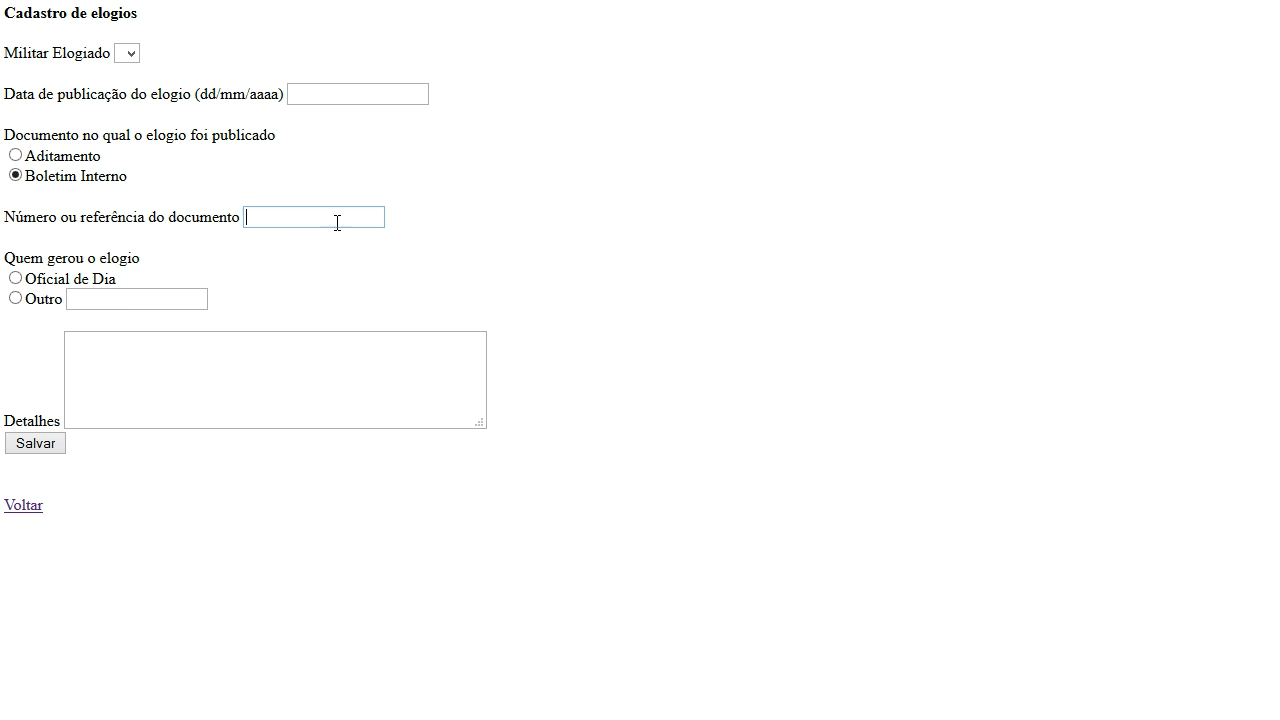 Cadastro de elogios
Militar Elogiado
Data de publicação do elogio (dd/mm/aaaa)
Documento no qual o elogio foi publicado
Aditamento
Boletim Interno
Número ou referência do documento
Quem gerou o elogio
Oficial de Dia
Outro
Detalhes
Salvar
Voltar